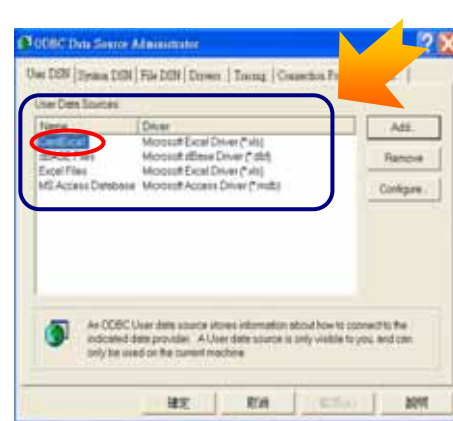 ODBC Data Source Administrator
User DSN System DSN File DSN Drivers Tracing Connection
User Data Sources:
Name Driver
Microsoft Excel Driver (*.xls)
dBASE Files Microsoft dBase Driver (*.dbf)
Excel Files Microsoft Excel Driver (*.xls)
MS Access Database Microsoft Access Driver (*.mdb)
Add...
Remove
Configure...
An ODBC User data source stores information about how to connect to the
indicated data provider. A User data source is only visible to you, and can
only be used on the current machine
確定 取消 說明